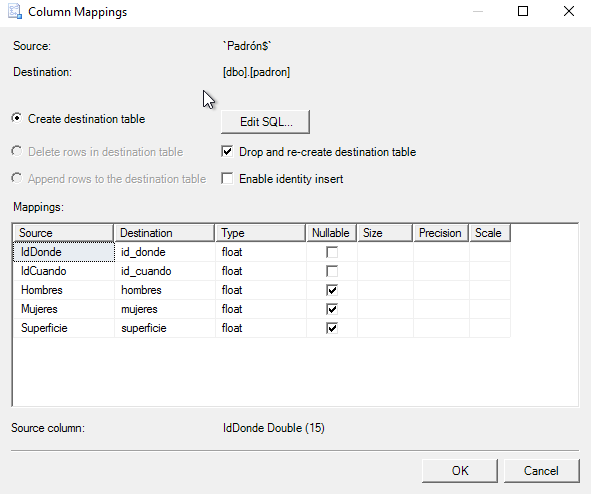 Column Mappings
Source: `Padrón$`
Destination: [dbo].[padron]
Create destination table Edit SQL...
Delete rows in destination table Drop and re-create destination table
Append rows to the destination table Enable identity insert
Mappings:
Source Destination Type Nullable Size Precision Scale
IdDonde id_donde float
IdCuando id_cuando float
Hombres hombres float
Mujeres mujeres float
Superficie superficie float
Source column: IdDonde Double (15)
OK Cancel